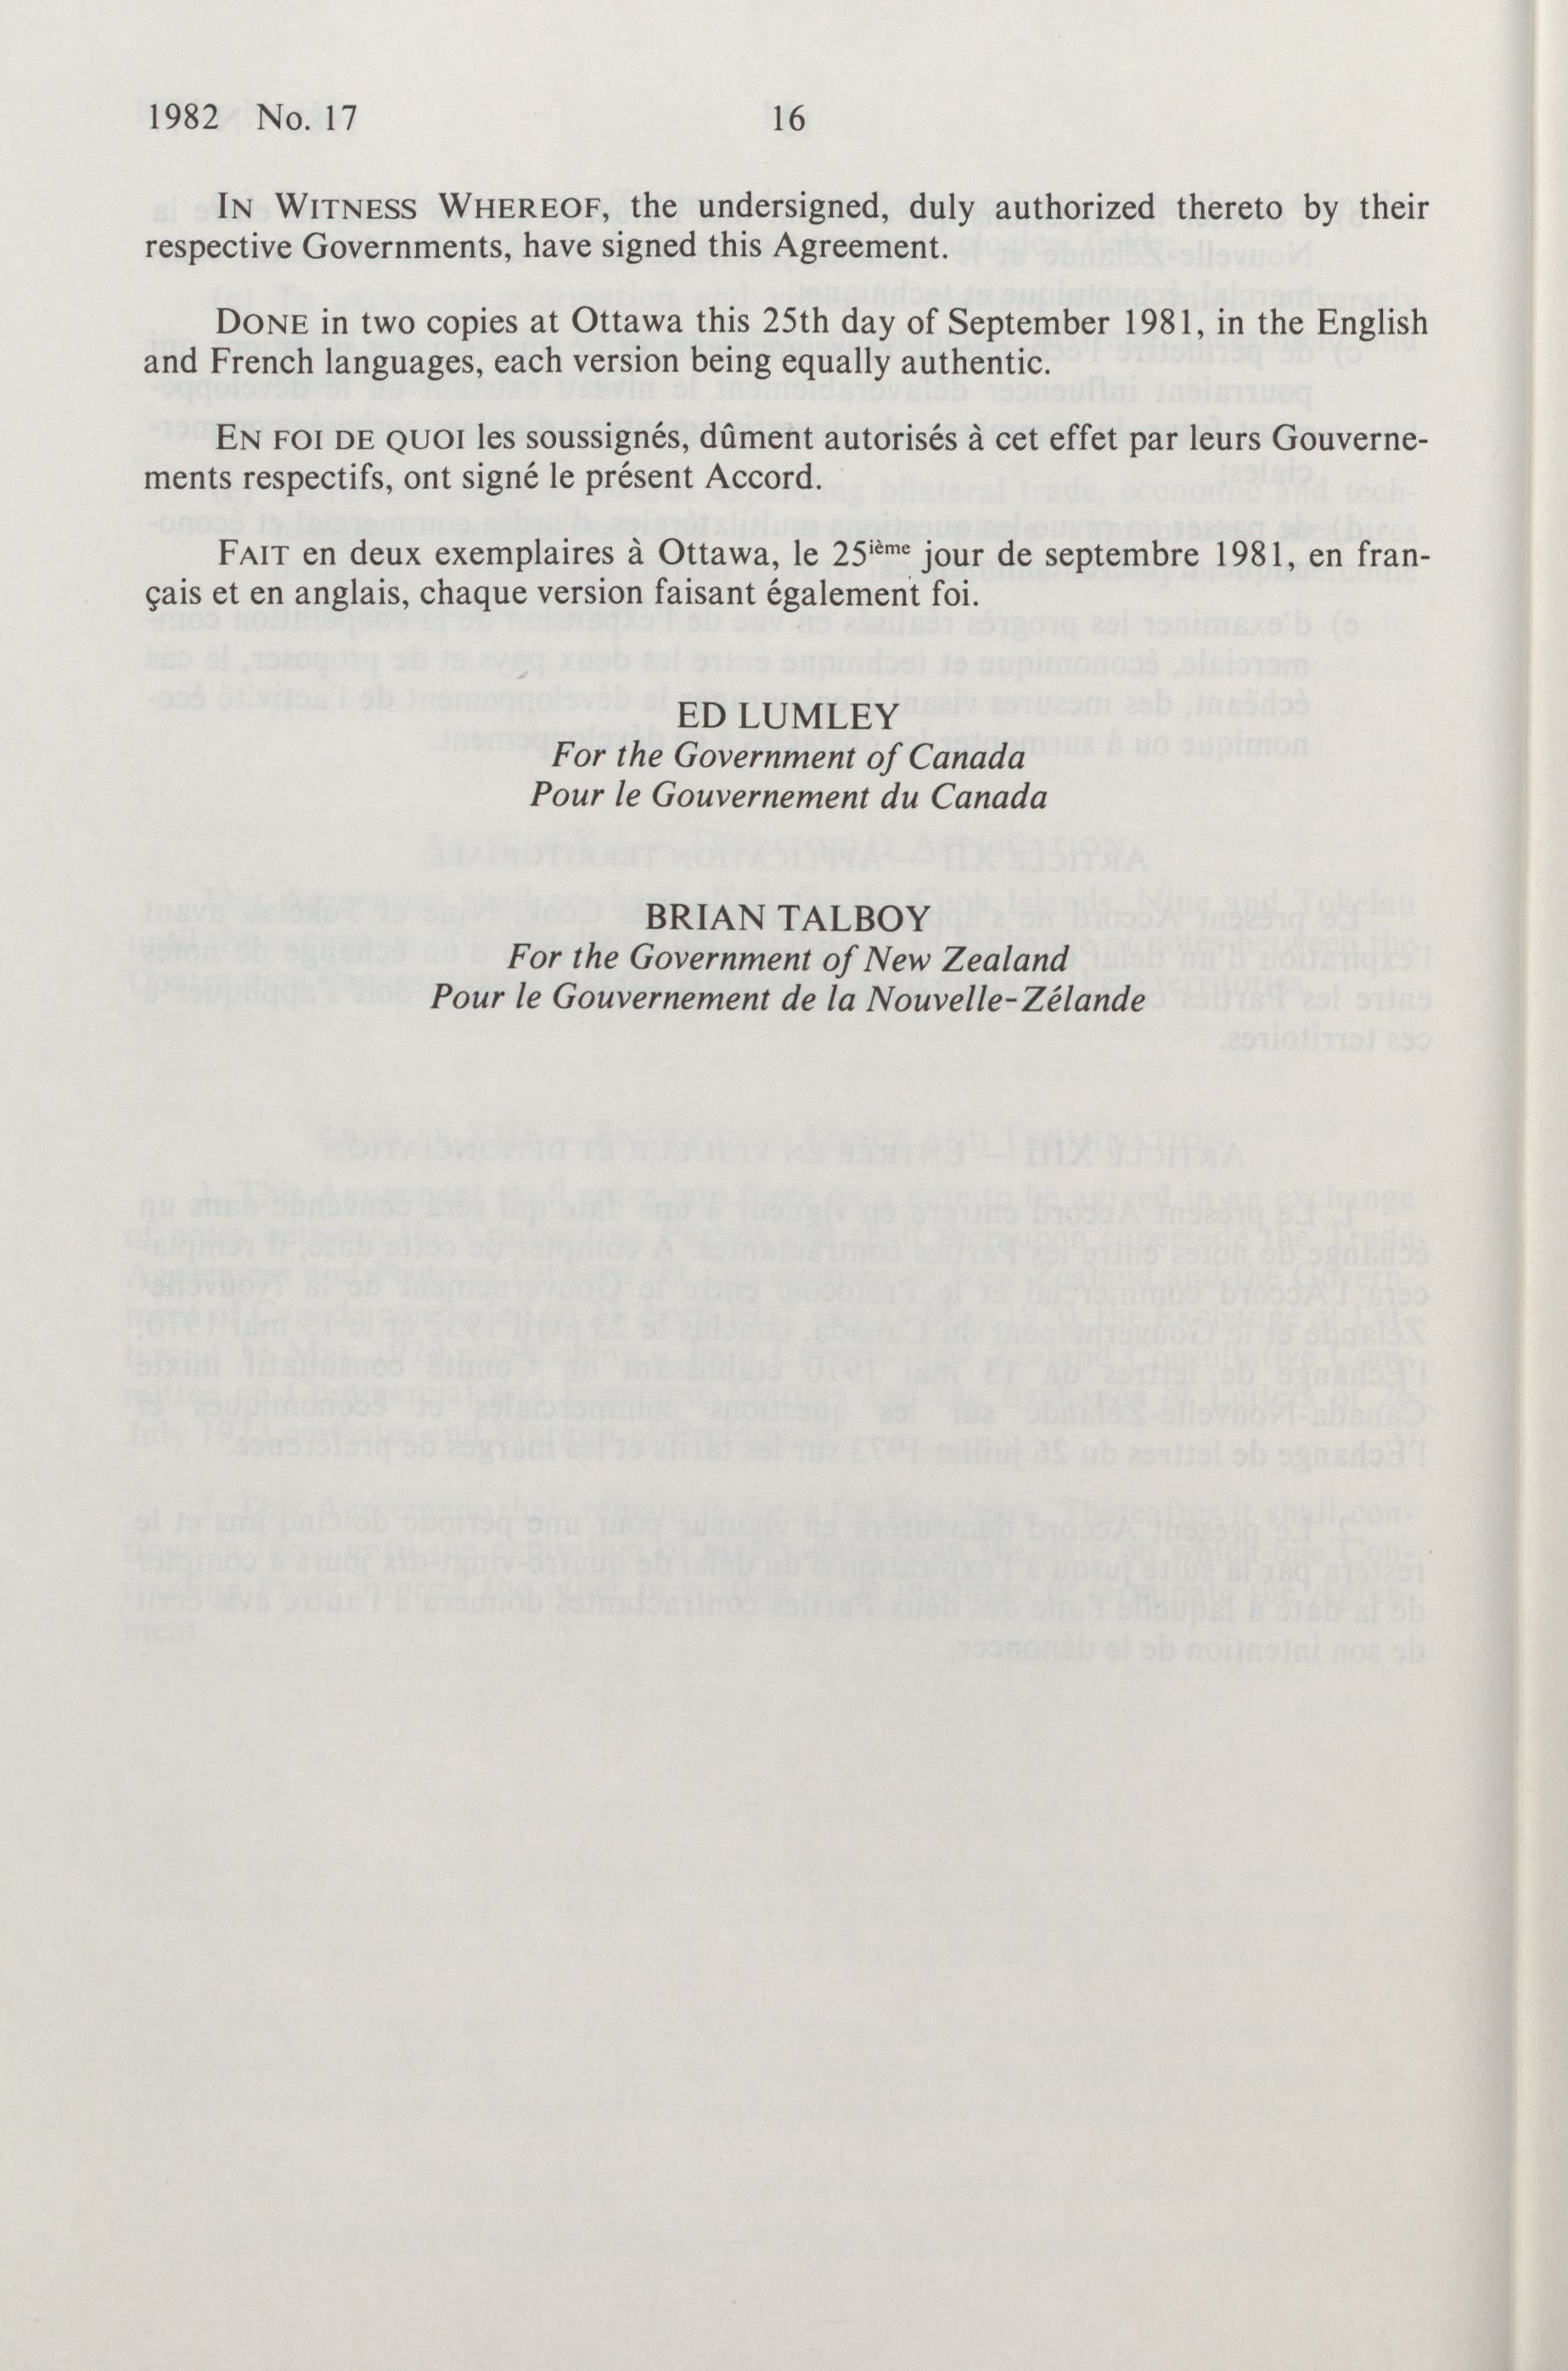 1982 No. 17 16
IN WITNESS WHEREOF, the undersigned, duly authorized thereto by their
respective Governments, have signed this Agreement.
DONE in two copies at Ottawa this 25th day of September 1981, in the English
and French languages, each version being equally authentic.
EN FOI DE QUOI les soussignés, dûment autorisés à cet effet par leurs Gouverne-
ments respectifs, ont signé le présent Accord.
FAIT en deux exemplaires à Ottawa, le 25ième jour de septembre 1981, en fran-
çais et en anglais, chaque version faisant également foi.
ED LUMLEY
For the Government of Canada
Pour le Gouvernement du Canada
BRIAN TALBOY
For the Government of New Zealand
Pour le Gouvernement de la Nouvelle-Zélande